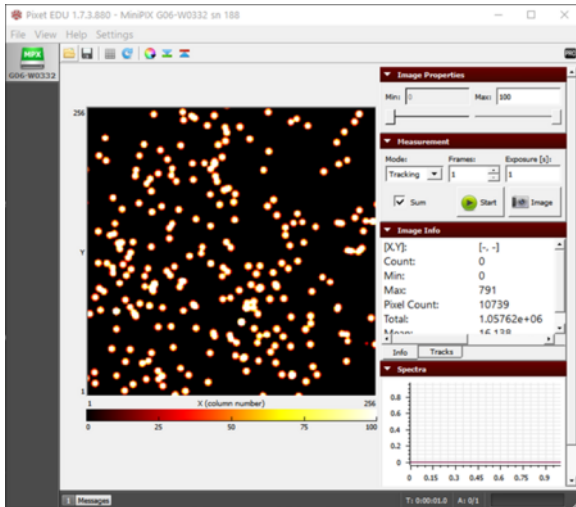 Pixet EDU 1.7.3.880 - MiniPIX G06-W0332 sn 188
File View Help Settings
MPX
G06-W0332
Image Properties
Min: 0 Max: 100
Measurement
Mode: Frames: Exposure [s]:
Tracking 1 1
Sum Start Image
Image Info
[X,Y]: [-, -]
Count: 0
Min: 0
Max: 791
Pixel Count: 10739
Total: 1.05762e+06
Mean: 16.138
Info Tracks
Spectra
0.8
0.6
0.4
0.2
0
0 0.15 0.3 0.45 0.6 0.75 0.9
256
Y
1
1 X (column number) 256
0 25 50 75 100
1 Messages
T: 0:00:01.0 A: 0/1